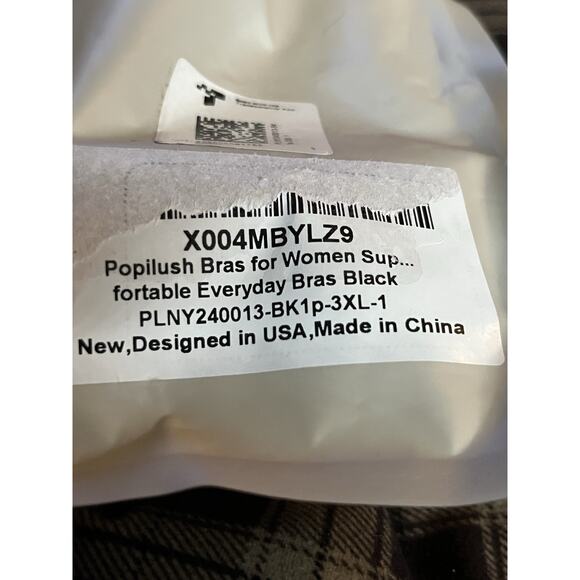 X004MBYLZ9
Popilush Bras for Women Sup...
fortable Everyday Bras Black
PLNY240013-BK1p-3XL-1
New,Designed in USA,Made in China